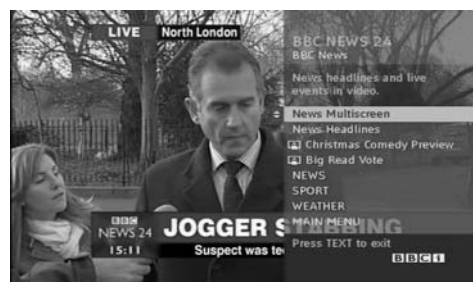 LIVE North London
BBC NEWS 24
BBC News
News headlines and live
events in video.
News Multiscreen
News Headlines
Christmas Comedy Preview
Big Read Vote
NEWS
SPORT
WEATHER
MAIN MENU
Press TEXT to exit
BBC 1
BBC
NEWS 24
15:11
JOGGER STABBING
Suspect was